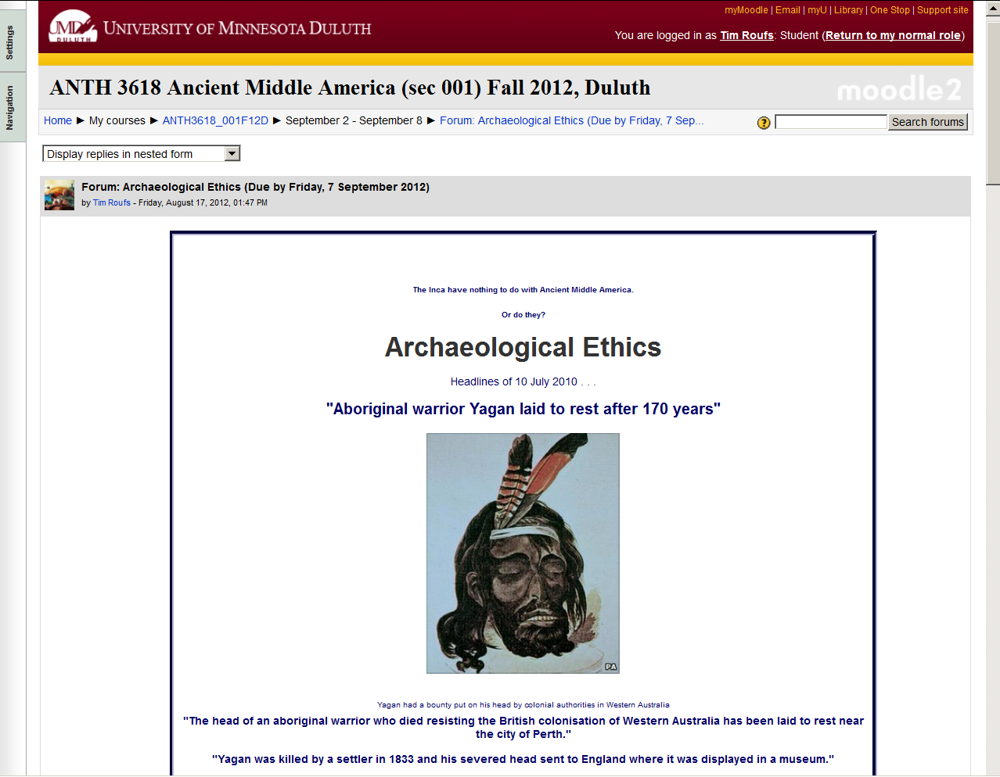 myMoodle | Email | myU | Library | One Stop | Support site
UMD
DULUTH
UNIVERSITY OF MINNESOTA DULUTH
You are logged in as Tim Roufs: Student (Return to my normal role)
Settings
Navigation
ANTH 3618 Ancient Middle America (sec 001) Fall 2012, Duluth
moodle2
Home ► My courses ► ANTH3618_001F12D ► September 2 - September 8 ► Forum: Archaeological Ethics (Due by Friday, 7 Sep...
? Search forums
Display replies in nested form
Forum: Archaeological Ethics (Due by Friday, 7 September 2012)
by Tim Roufs - Friday, August 17, 2012, 01:47 PM
The Inca have nothing to do with Ancient Middle America.
Or do they?
Archaeological Ethics
Headlines of 10 July 2010 . . .
"Aboriginal warrior Yagan laid to rest after 170 years"
PA
Yagan had a bounty put on his head by colonial authorities in Western Australia
"The head of an aboriginal warrior who died resisting the British colonisation of Western Australia has been laid to rest near
the city of Perth."
"Yagan was killed by a settler in 1833 and his severed head sent to England where it was displayed in a museum."